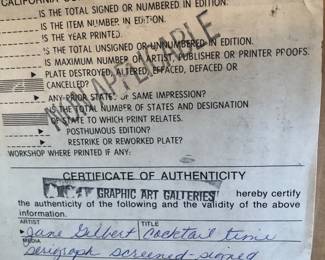 CALIFORNIA
IS THE TOTAL SIGNED OR NUMBERED IN EDITION.
IS THE ITEM NUMBER IN EDITION.
IS THE YEAR PRINTED.
IS THE TOTAL UNSIGNED OR UNNUMBERED IN EDITION.
IS MAXIMUM NUMBER OF ARTIST, PUBLISHER OR PRINTER PROOFS.
PLATE DESTROYED, ALTERED, EFFACED, DEFACED OR
CANCELLED?
ANY PRIOR STATES OF SAME IMPRESSION?
IS THE TOTAL NUMBER OF STATES AND DESIGNATION
OF STATE TO WHICH PRINT RELATES.
NOT APPLICABLE
POSTHUMOUS EDITION?
RESTRIKE OR REWORKED PLATE?
WORKSHOP WHERE PRINTED IF ANY:
CERTIFICATE OF AUTHENTICITY
GRAPHIC ART GALLERIES hereby certify
the authenticity of the following and the validity of the above
information.
ARTIST TITLE
Jane Gilbert Cocktail time
MEDIA
Serigraph screened-signed